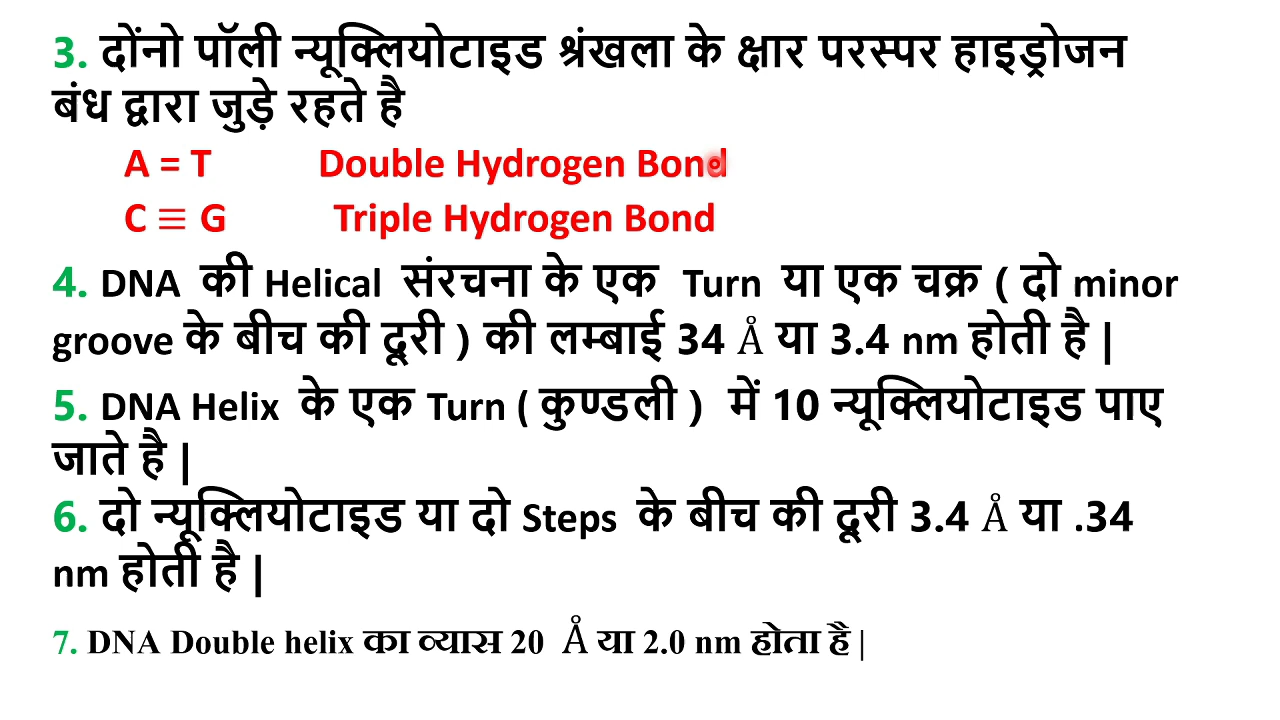 3. दोंनो पॉली न्यूक्लियोटाइड श्रंखला के क्षार परस्पर हाइड्रोजन
बंध द्वारा जुड़े रहते है
A = T Double Hydrogen Bond
C ≡ G Triple Hydrogen Bond
4. DNA की Helical संरचना के एक Turn या एक चक्र ( दो minor
groove के बीच की दूरी ) की लम्बाई 34 Å या 3.4 nm होती है |
5. DNA Helix के एक Turn ( कुण्डली ) में 10 न्यूक्लियोटाइड पाए
जाते है |
6. दो न्यूक्लियोटाइड या दो Steps के बीच की दूरी 3.4 Å या .34
nm होती है |
7. DNA Double helix का व्यास 20 Å या 2.0 nm होता है |